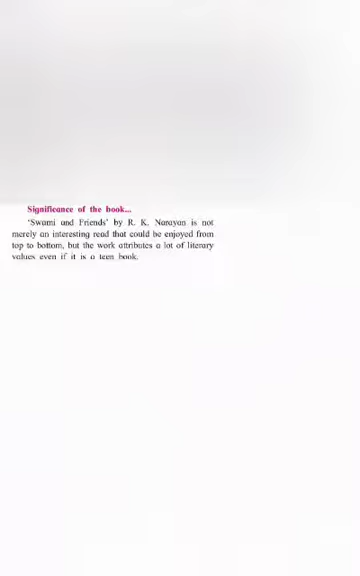 Significance of the book...
'Swami and Friends' by R. K. Narayan is not
merely an interesting read that could be enjoyed from
top to bottom, but the work attributes a lot of literary
values even if it is a teen book.